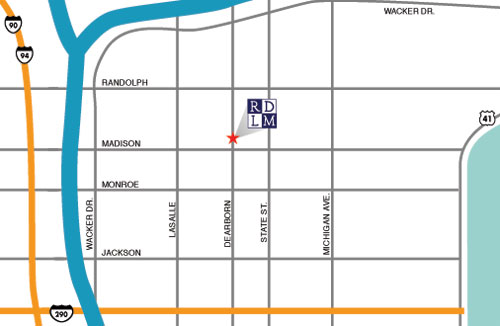 WACKER DR.
90
94
RANDOLPH
R D
L M
41
MADISON
MONROE
WACKER DR.
LASALLE
DEARBORN
STATE ST.
MICHIGAN AVE.
JACKSON
290